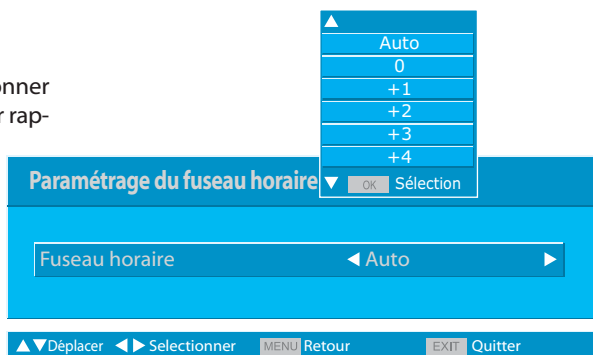 Auto
0
onner
+1
r rap-
+2
+3
+4
OK Sélection
Paramétrage du fuseau horaire
Fuseau horaire Auto
Déplacer Selectionner MENU Retour EXIT Quitter